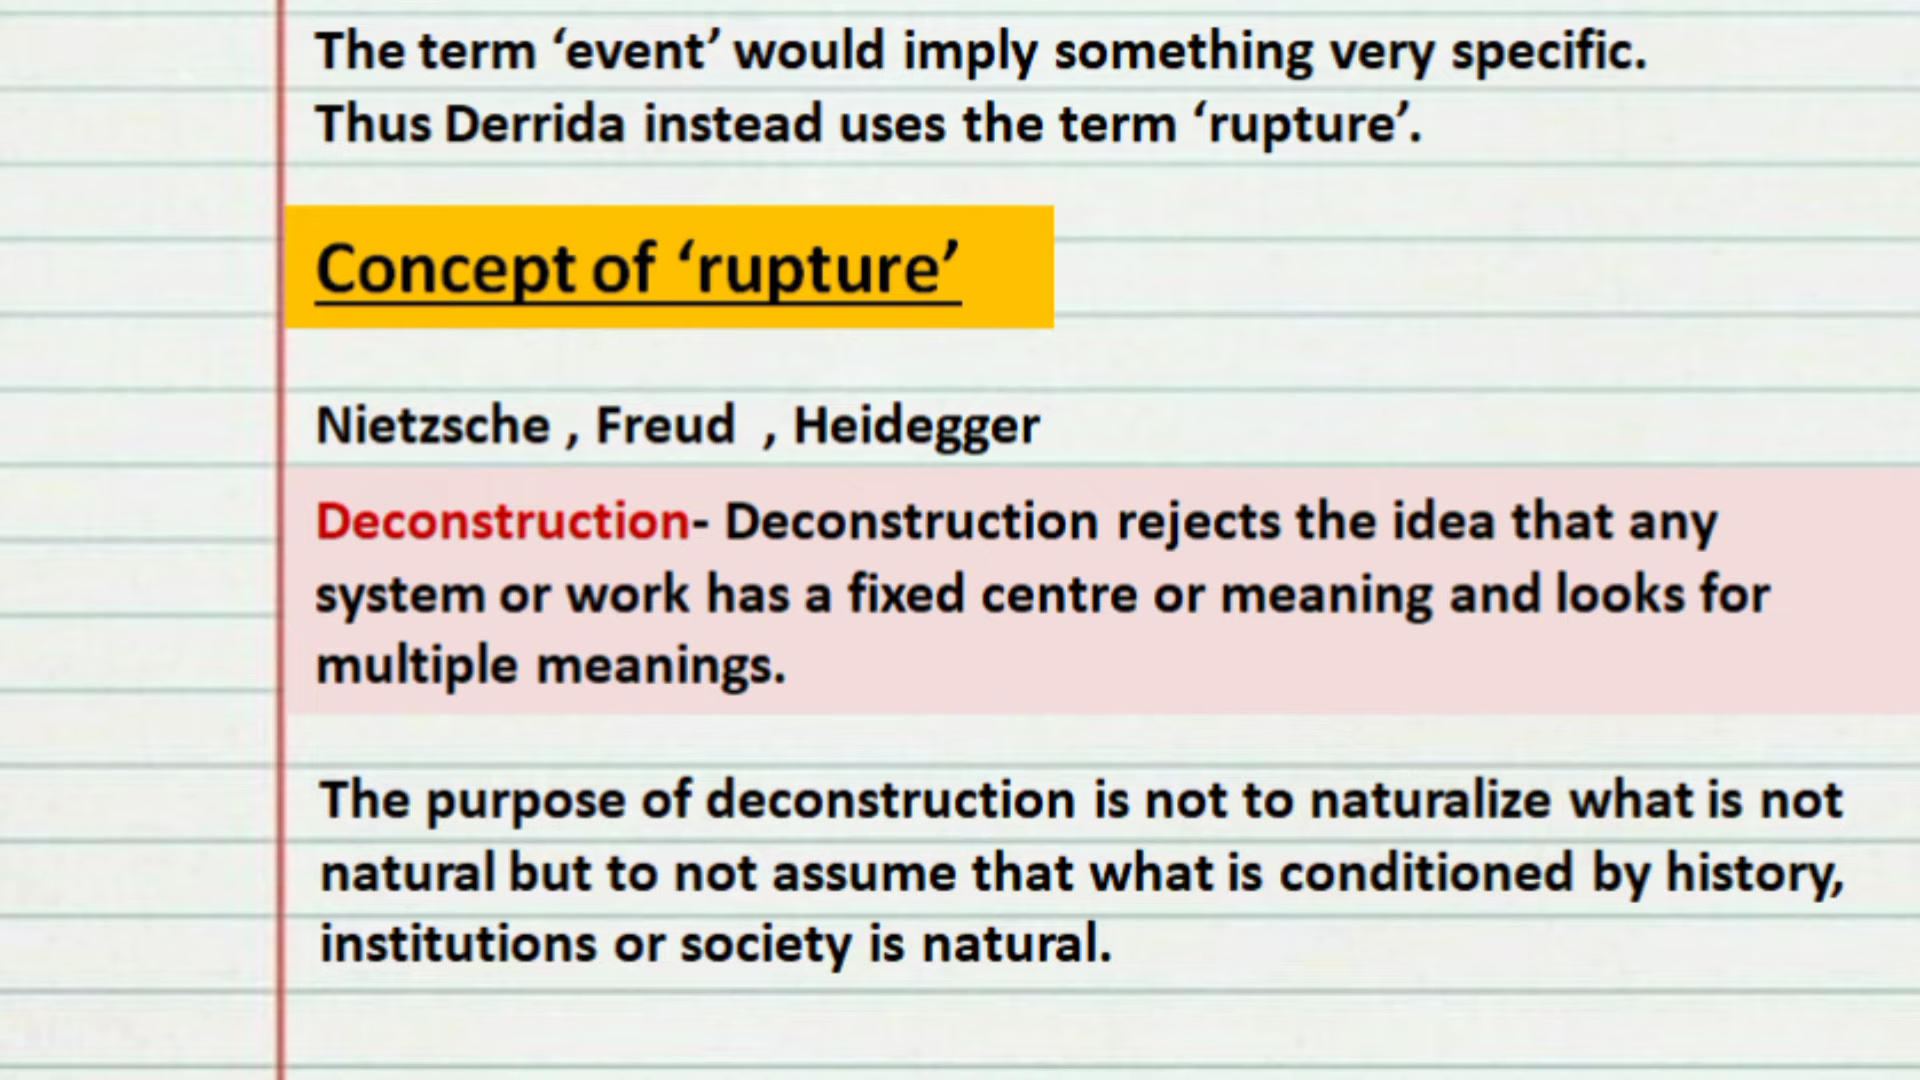 The term ‘event’ would imply something very specific.
Thus Derrida instead uses the term ‘rupture’.
Concept of ‘rupture’
Nietzsche , Freud , Heidegger
Deconstruction- Deconstruction rejects the idea that any
system or work has a fixed centre or meaning and looks for
multiple meanings.
The purpose of deconstruction is not to naturalize what is not
natural but to not assume that what is conditioned by history,
institutions or society is natural.